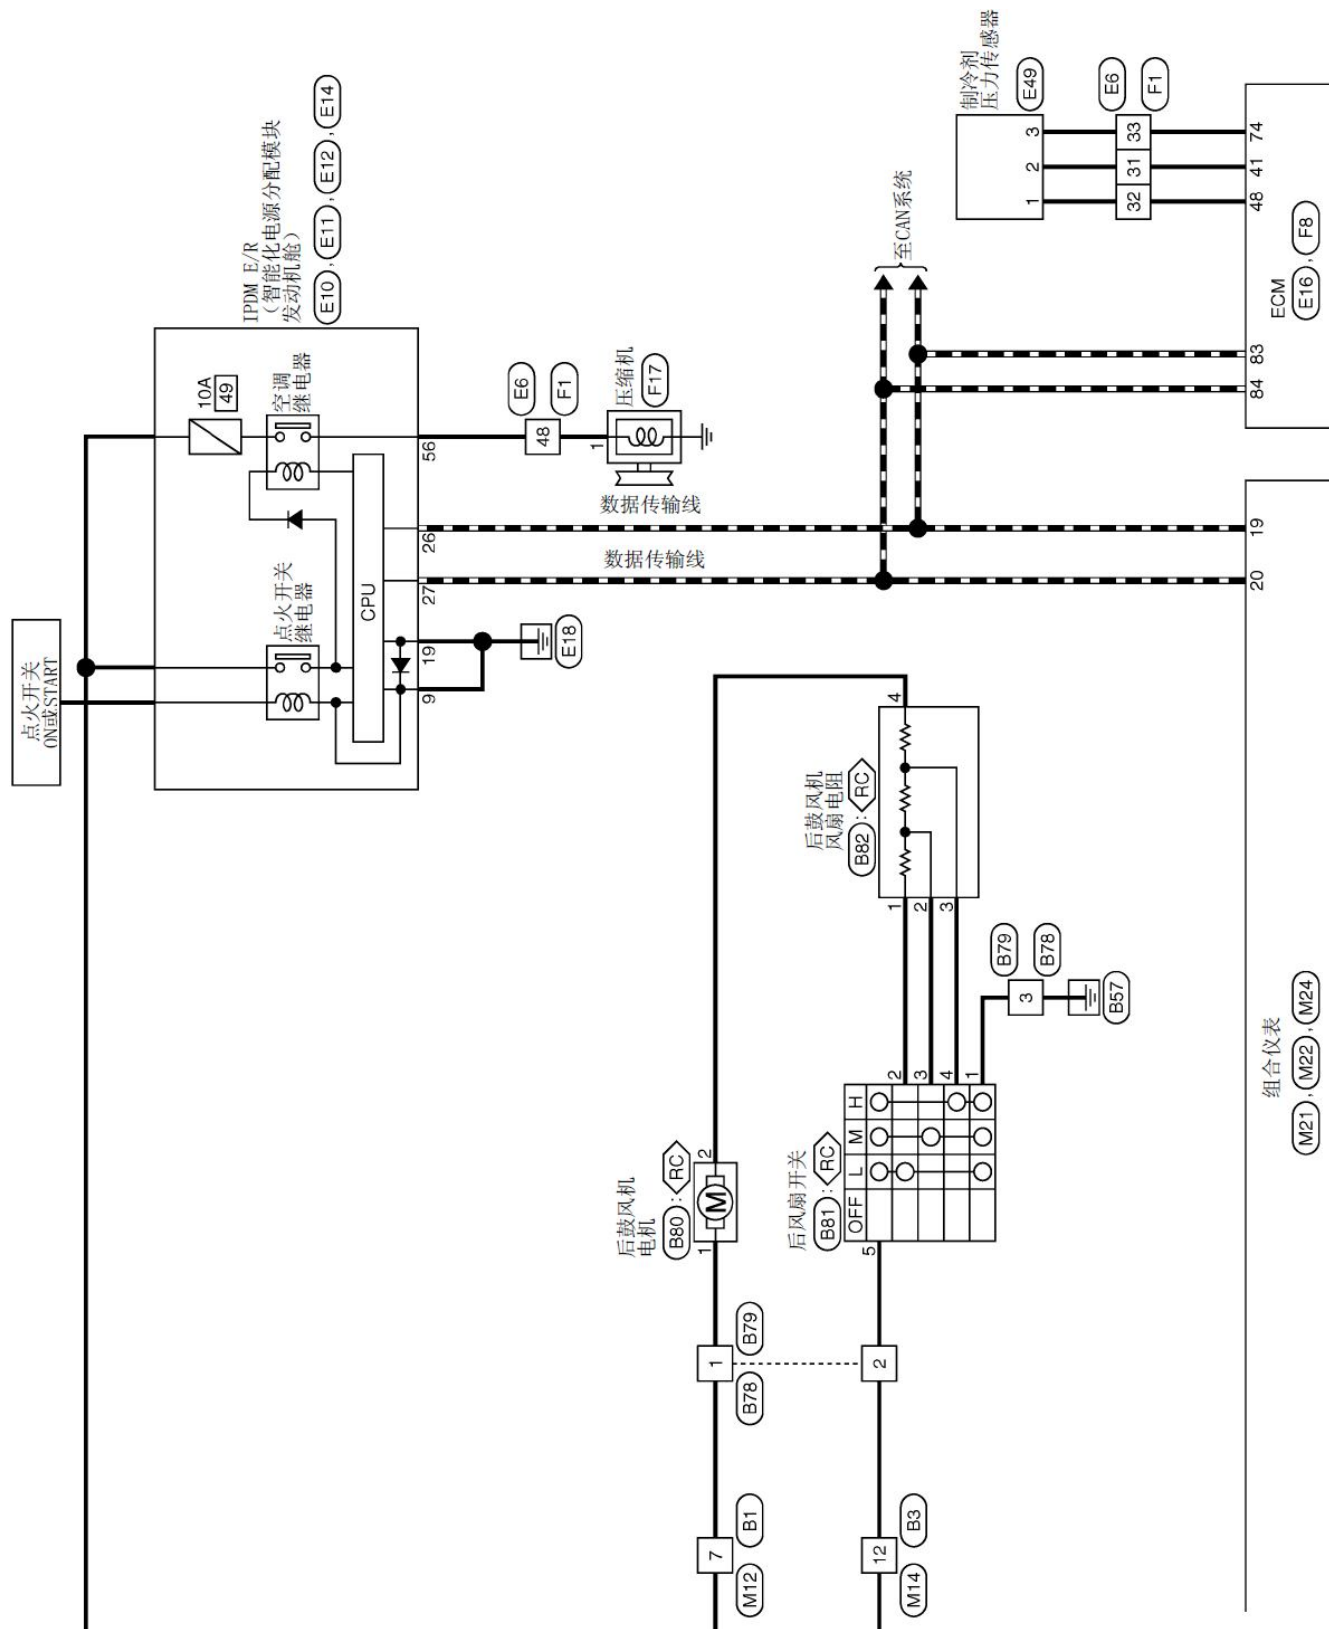 点火开关
ON或START
IPDM E/R
（智能化电源分配模块
发动机舱）
E10 , E11 , E12 , E14
10A
49
点火开关
继电器
空调
继电器
CPU
9
19
27
26
56
E18
E6
48
F1
压缩机
F17
1
数据传输线
数据传输线
M12
7
B1
B78
1
B79
后鼓风机
电机
B80 : RC
1
M
2
后鼓风机
风扇电阻
B82 : RC
4
1
2
3
后风扇开关
B81 : RC
OFF
L
M
H
5
2
3
4
1
M14
12
B3
2
B79
3
B78
B57
至CAN系统
制冷剂
压力传感器
E49
1
2
3
E6
32
31
33
F1
组合仪表
M21 , M22 , M24
20
19
ECM
E16 , F8
84
83
48
41
74